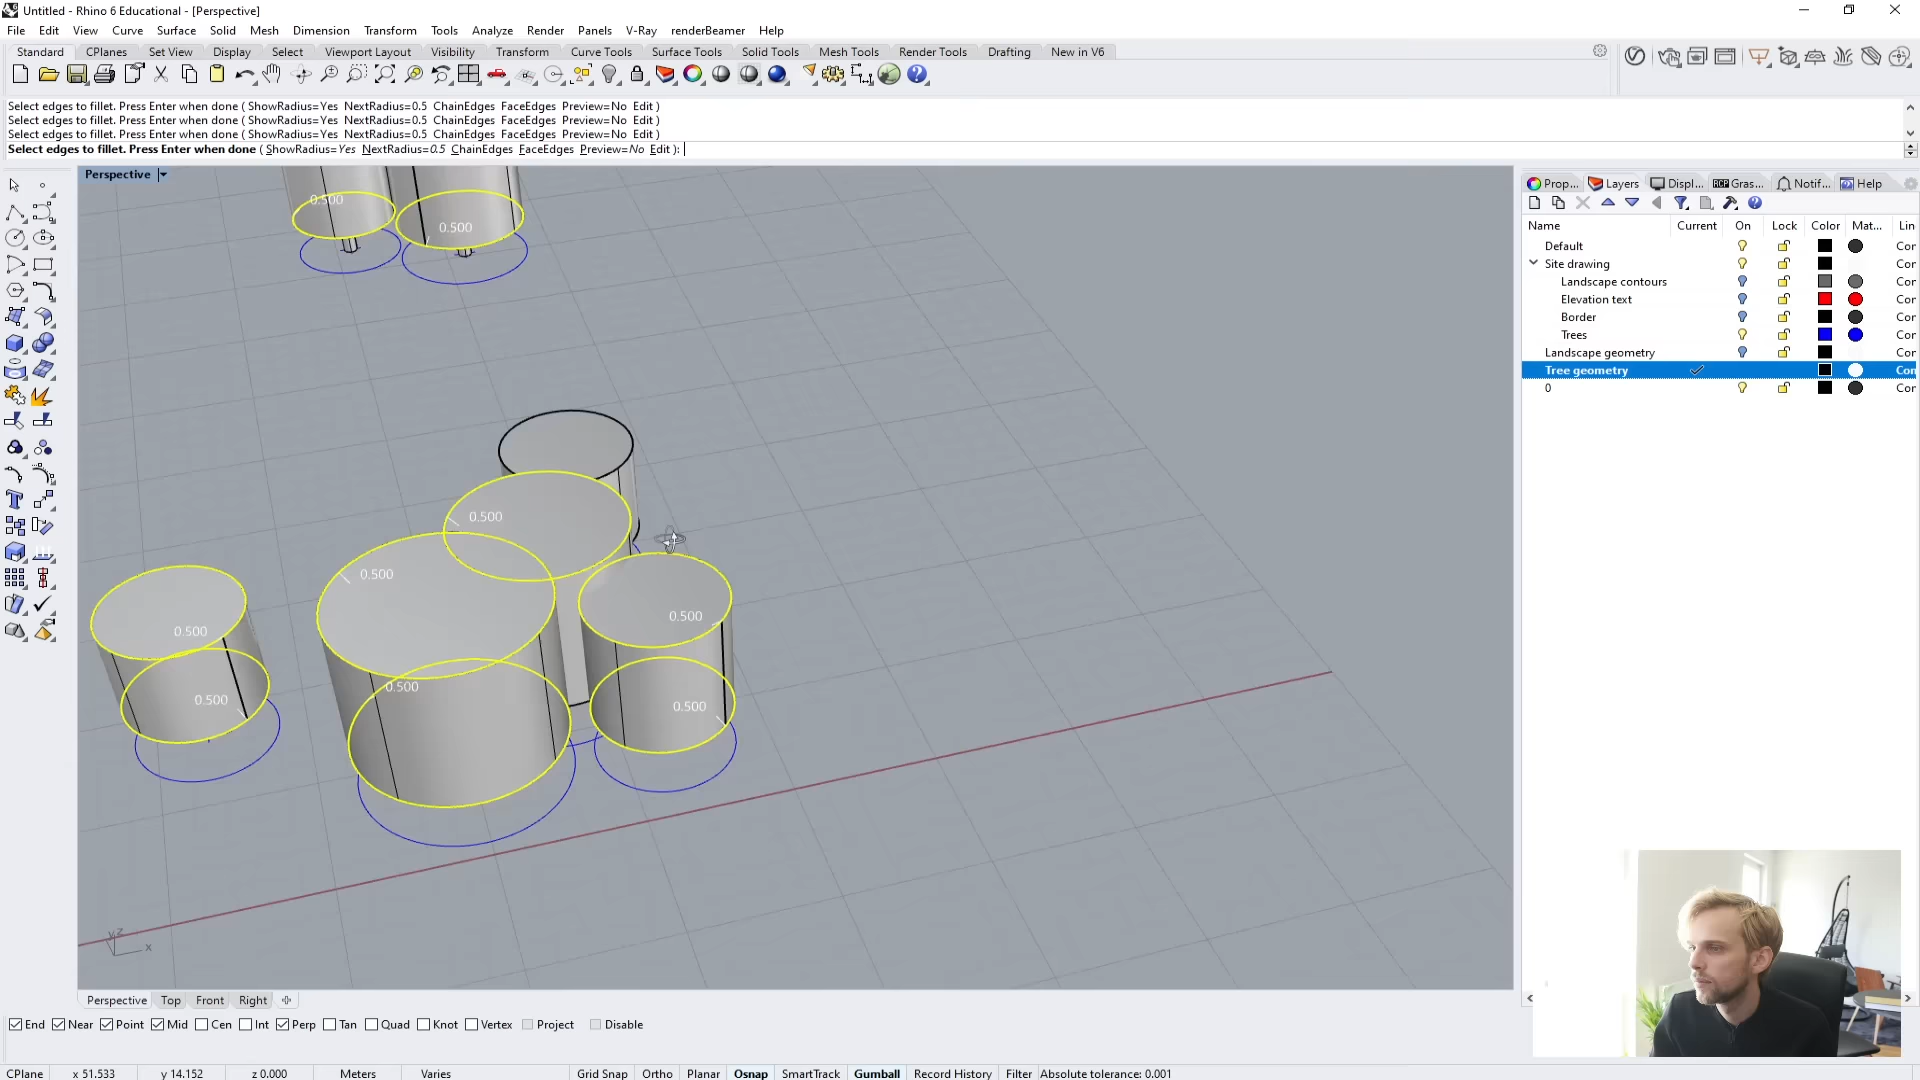 Untitled - Rhino 6 Educational - [Perspective]
File Edit View Curve Surface Solid Mesh Dimension Transform Tools Analyze Render Panels V-Ray renderBeamer Help
Standard CPlanes Set View Display Select Viewport Layout Visibility Transform Curve Tools Surface Tools Solid Tools Mesh Tools Render Tools Drafting New in V6
Select edges to fillet. Press Enter when done ( ShowRadius=Yes NextRadius=0.5 ChainEdges FaceEdges Preview=No Edit )
Select edges to fillet. Press Enter when done ( ShowRadius=Yes NextRadius=0.5 ChainEdges FaceEdges Preview=No Edit )
Select edges to fillet. Press Enter when done ( ShowRadius=Yes NextRadius=0.5 ChainEdges FaceEdges Preview=No Edit )
Select edges to fillet. Press Enter when done ( ShowRadius=Yes NextRadius=0.5 ChainEdges FaceEdges Preview=No Edit ):
Perspective
Prop... Layers Displ... Gras... Notif... Help
Name Current On Lock Color Mat... Lin
Default Cor
Site drawing Cor
Landscape contours Cor
Elevation text Cor
Border Cor
Trees Cor
Landscape geometry Cor
Tree geometry Con
0 Cor
0.500
0.500
0.500
0.500
0.500
0.500
0.500
0.500
0.500
y z
x
Perspective Top Front Right
End Near Point Mid Cen Int Perp Tan Quad Knot Vertex Project Disable
CPlane x 51.533 y 14.152 z 0.000 Meters Varies Grid Snap Ortho Planar Osnap SmartTrack Gumball Record History Filter Absolute tolerance: 0.001